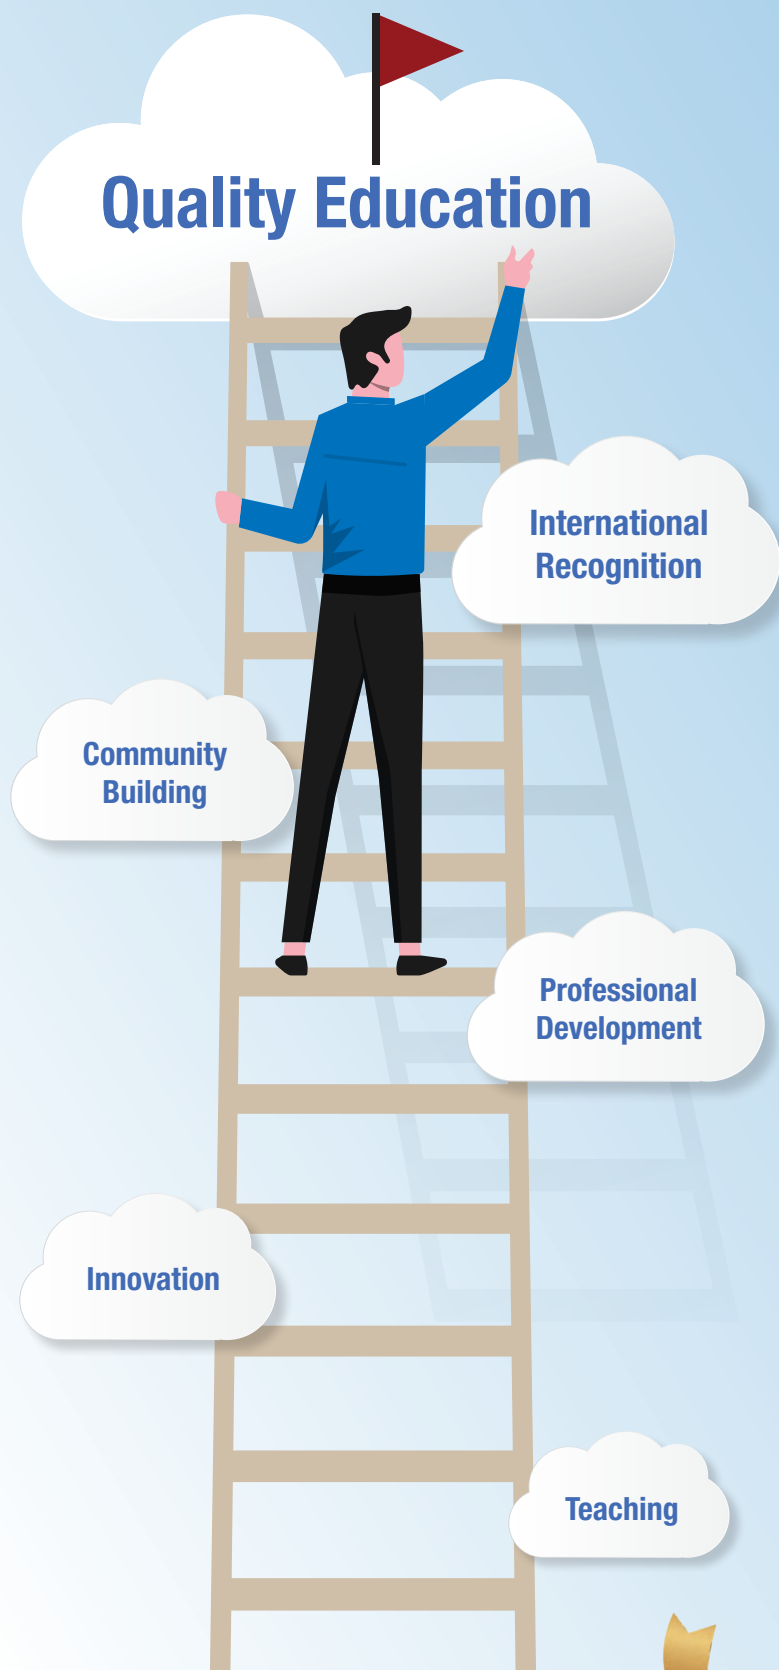 Quality Education
International
Recognition
Community
Building
Professional
Development
Innovation
Teaching